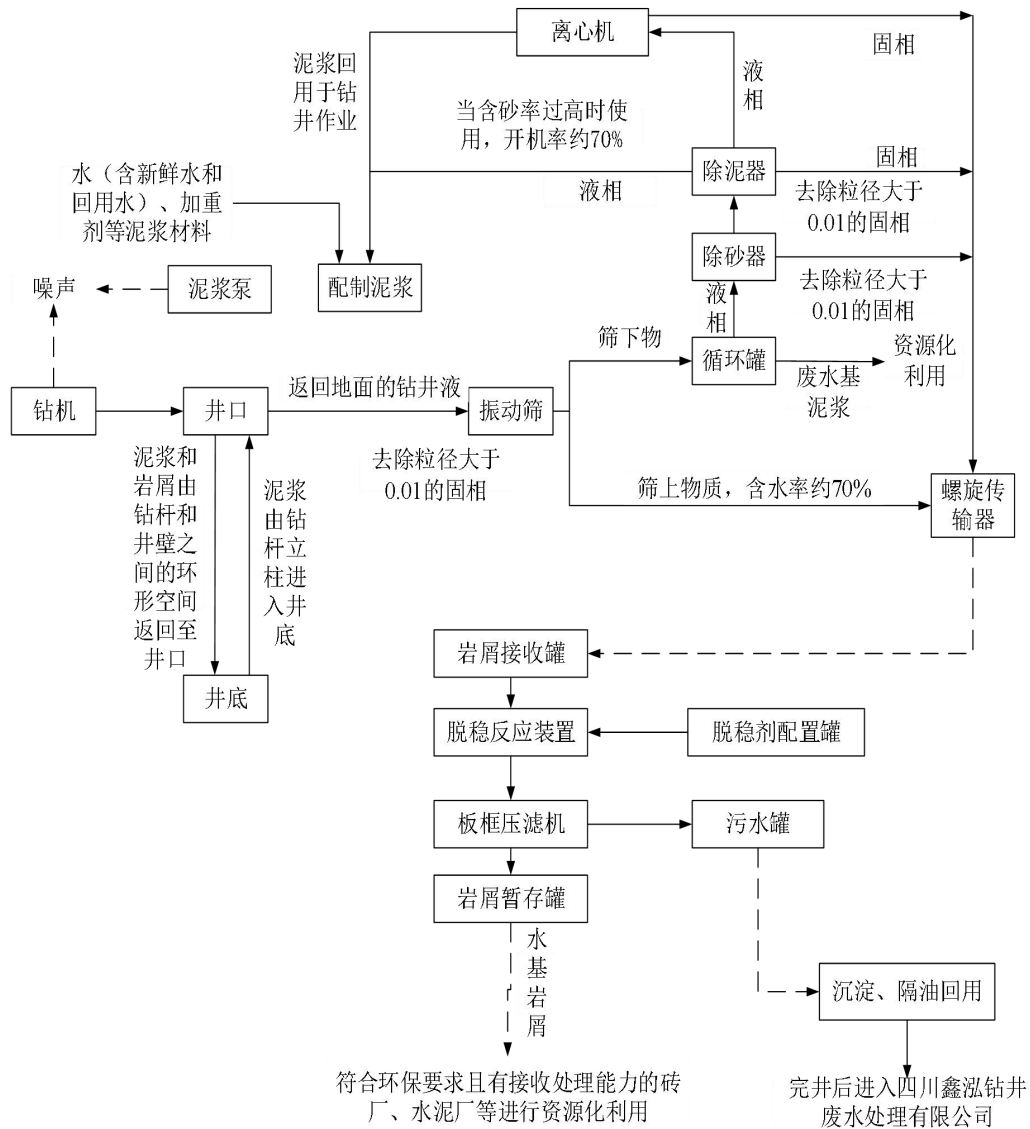 离心机
固相
泥浆回
用于钻
井作业
液
相
当含砂率过高时使
用，开机率约70%
除泥器
固相
液相
去除粒径大于
0.01的固相
水（含新鲜水和
回用水）、加重
剂等泥浆材料
除砂器
去除粒径大于
0.01的固相
噪声
泥浆泵
配制泥浆
液
相
筛下物
循环罐
资源化
利用
废水基
泥浆
钻机
井口
返回地面的钻井液
振动筛
去除粒径大于
0.01的固相
筛上物质，含水率约70%
螺旋传
输器
泥浆和
岩屑由
钻杆和
井壁之
间的环
形空间
返回至
井口
泥浆
由钻
杆立
柱进
入井
底
井底
岩屑接收罐
脱稳反应装置
脱稳剂配置罐
板框压滤机
污水罐
岩屑暂存罐
水
基
岩
屑
沉淀、隔油回用
符合环保要求且有接收处理能力的砖
厂、水泥厂等进行资源化利用
完井后进入四川鑫泓钻井
废水处理有限公司